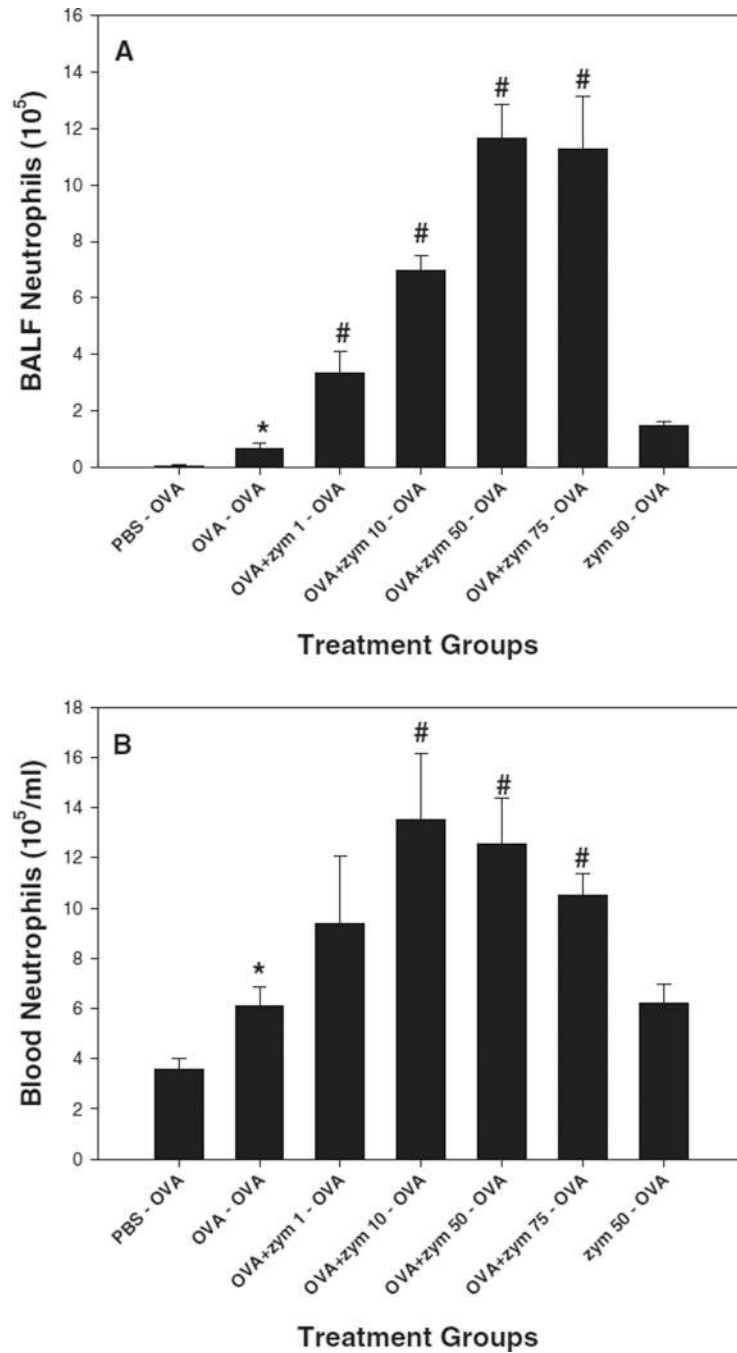 A
BALF Neutrophils (10⁵)
16
14
12
10
8
6
4
2
0
#
#
#
#
*
PBS - OVA
OVA - OVA
OVA+zym 1 - OVA
OVA+zym 10 - OVA
OVA+zym 50 - OVA
OVA+zym 75 - OVA
zym 50 - OVA
Treatment Groups
B
Blood Neutrophils (10⁵/ml)
18
16
14
12
10
8
6
4
2
0
#
#
#
*
PBS - OVA
OVA - OVA
OVA+zym 1 - OVA
OVA+zym 10 - OVA
OVA+zym 50 - OVA
OVA+zym 75 - OVA
zym 50 - OVA
Treatment Groups